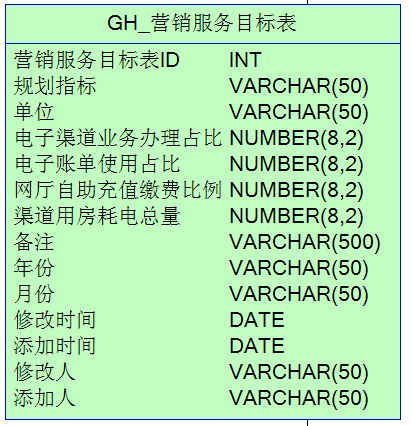 GH_营销服务目标表
营销服务目标表ID INT
规划指标 VARCHAR(50)
单位 VARCHAR(50)
电子渠道业务办理占比 NUMBER(8,2)
电子账单使用占比 NUMBER(8,2)
网厅自助充值缴费比例 NUMBER(8,2)
渠道用房耗电总量 NUMBER(8,2)
备注 VARCHAR(500)
年份 VARCHAR(50)
月份 VARCHAR(50)
修改时间 DATE
添加时间 DATE
修改人 VARCHAR(50)
添加人 VARCHAR(50)